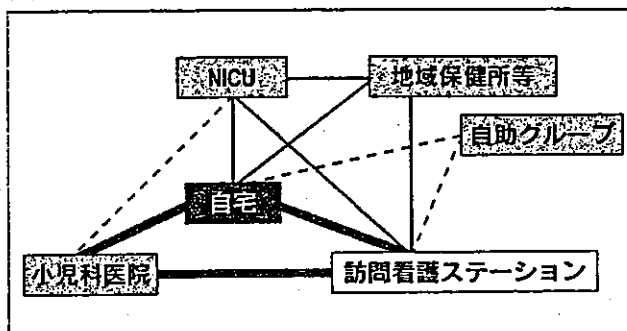 NICU
地域保健所等
自助グループ
自宅
小児科医院
訪問看護ステーション